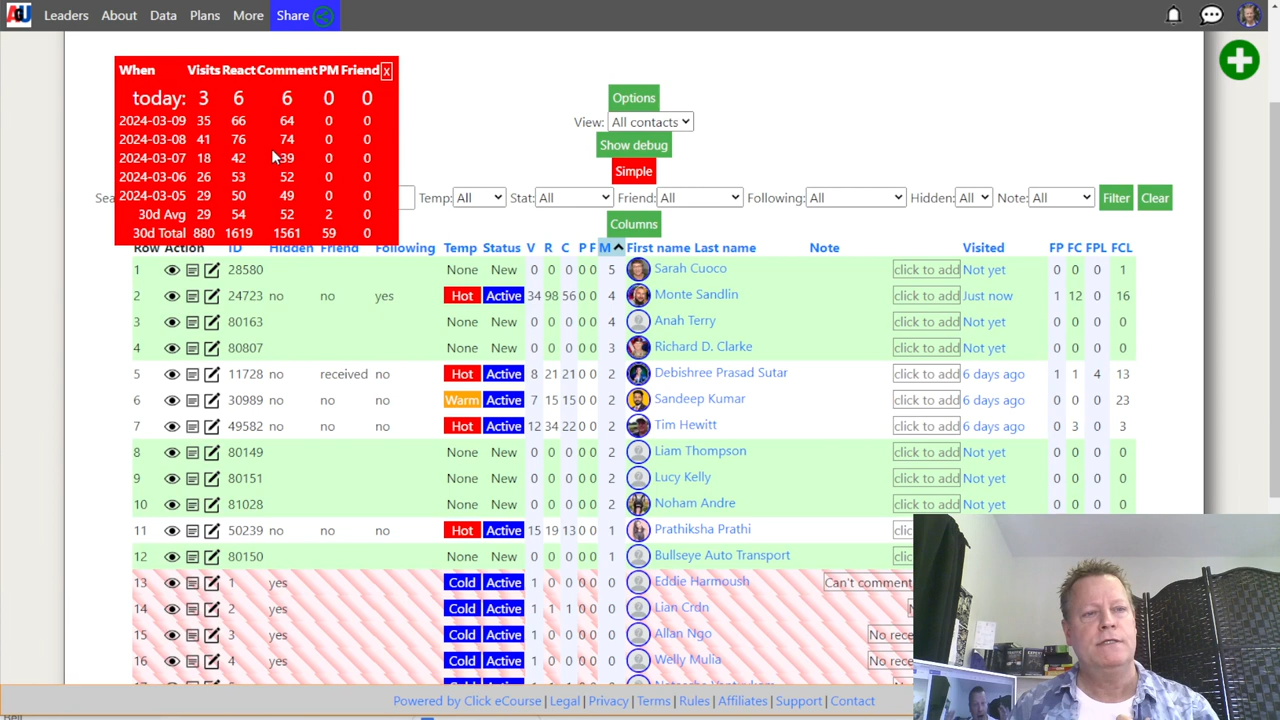 AU Leaders About Data Plans More Share
When Visits React Comment PM Friend x
today: 3 6 6 0 0
2024-03-09 35 66 64 0 0
2024-03-08 41 76 74 0 0
2024-03-07 18 42 39 0 0
2024-03-06 26 53 52 0 0
2024-03-05 29 50 49 0 0
30d Avg 29 54 52 2 0
30d Total 880 1619 1561 59 0
Options
View: All contacts
Show debug
Simple
Temp: All Stat: All Friend: All Following: All Hidden: All Note: All Filter Clear
Columns
Row Action ID Hidden Friend Following Temp Status V R C P F M First name Last name Note Visited FP FC FPL FCL
1 28580 None New 0 0 0 0 0 5 Sarah Cuoco click to add Not yet 0 0 0 1
2 24723 no no yes Hot Active 34 98 56 0 0 4 Monte Sandlin click to add Just now 1 12 0 16
3 80163 None New 0 0 0 0 0 4 Anah Terry click to add Not yet 0 0 0 0
4 80807 None New 0 0 0 0 0 3 Richard D. Clarke click to add Not yet 0 0 0 0
5 11728 no received no Hot Active 8 21 21 0 0 2 Debishree Prasad Sutar click to add 6 days ago 1 1 4 13
6 30989 no no no Warm Active 7 15 15 0 0 2 Sandeep Kumar click to add 6 days ago 0 0 0 23
7 49582 no no no Hot Active 12 34 22 0 0 2 Tim Hewitt click to add 6 days ago 0 3 0 3
8 80149 None New 0 0 0 0 0 2 Liam Thompson click to add Not yet 0 0 0 0
9 80151 None New 0 0 0 0 0 2 Lucy Kelly click to add Not yet 0 0 0 0
10 81028 None New 0 0 0 0 0 2 Noham Andre click to add Not yet 0 0 0 0
11 50239 no no no Hot Active 15 19 13 0 0 1 Prathiksha Prathi
12 80150 None New 0 0 0 0 0 1 Bullseye Auto Transport
13 1 yes Cold Active 1 0 0 0 0 0 Eddie Harmoush Can't comment
14 2 yes Cold Active 1 1 1 0 0 0 Lian Crdn
15 3 yes Cold Active 1 0 0 0 0 0 Allan Ngo No rece
16 4 yes Cold Active 1 0 0 0 0 0 Welly Mulia No rece
Powered by Click eCourse | Legal | Privacy | Terms | Rules | Affiliates | Support | Contact